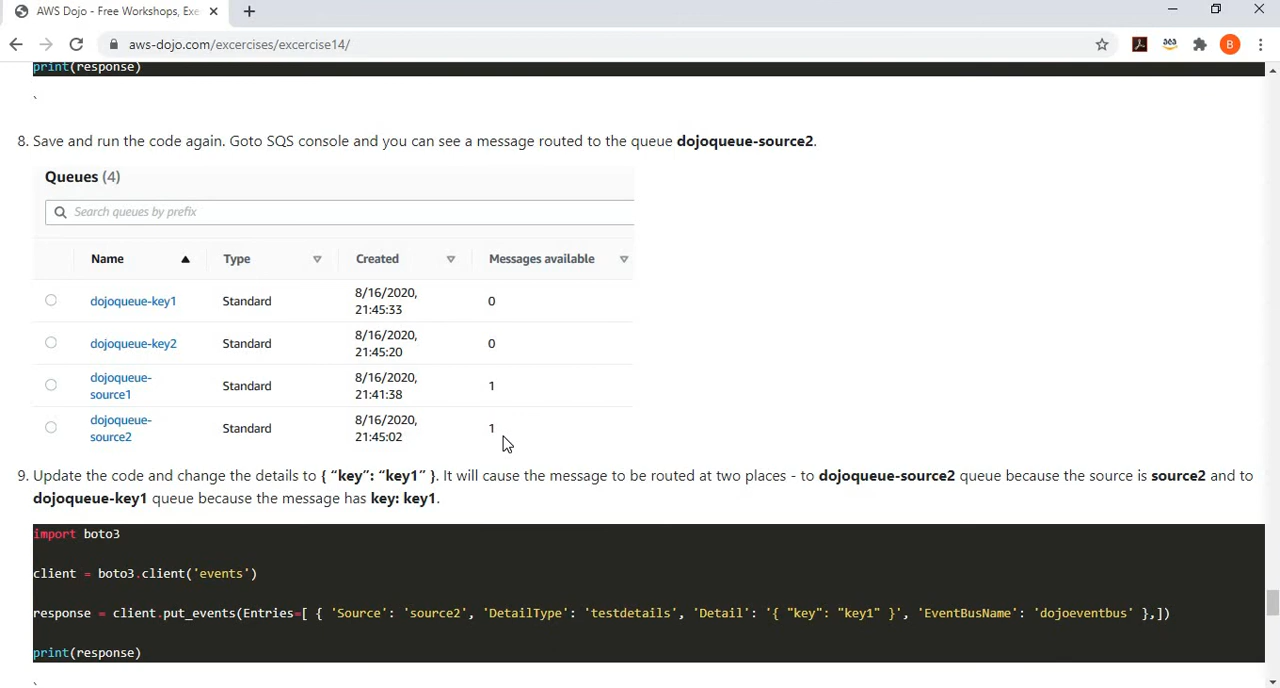 AWS Dojo - Free Workshops, Exe
aws-dojo.com/excercises/excercise14/
B
print(response)
`
8. Save and run the code again. Goto SQS console and you can see a message routed to the queue dojoqueue-source2.
Queues (4)
Search queues by prefix
Name Type Created Messages available
dojoqueue-key1 Standard 8/16/2020, 21:45:33 0
dojoqueue-key2 Standard 8/16/2020, 21:45:20 0
dojoqueue-source1 Standard 8/16/2020, 21:41:38 1
dojoqueue-source2 Standard 8/16/2020, 21:45:02 1
9. Update the code and change the details to { “key”: “key1” }. It will cause the message to be routed at two places - to dojoqueue-source2 queue because the source is source2 and to
dojoqueue-key1 queue because the message has key: key1.
import boto3
client = boto3.client('events')
response = client.put_events(Entries=[ { 'Source': 'source2', 'DetailType': 'testdetails', 'Detail': '{ "key": "key1" }', 'EventBusName': 'dojoeventbus' },])
print(response)
`